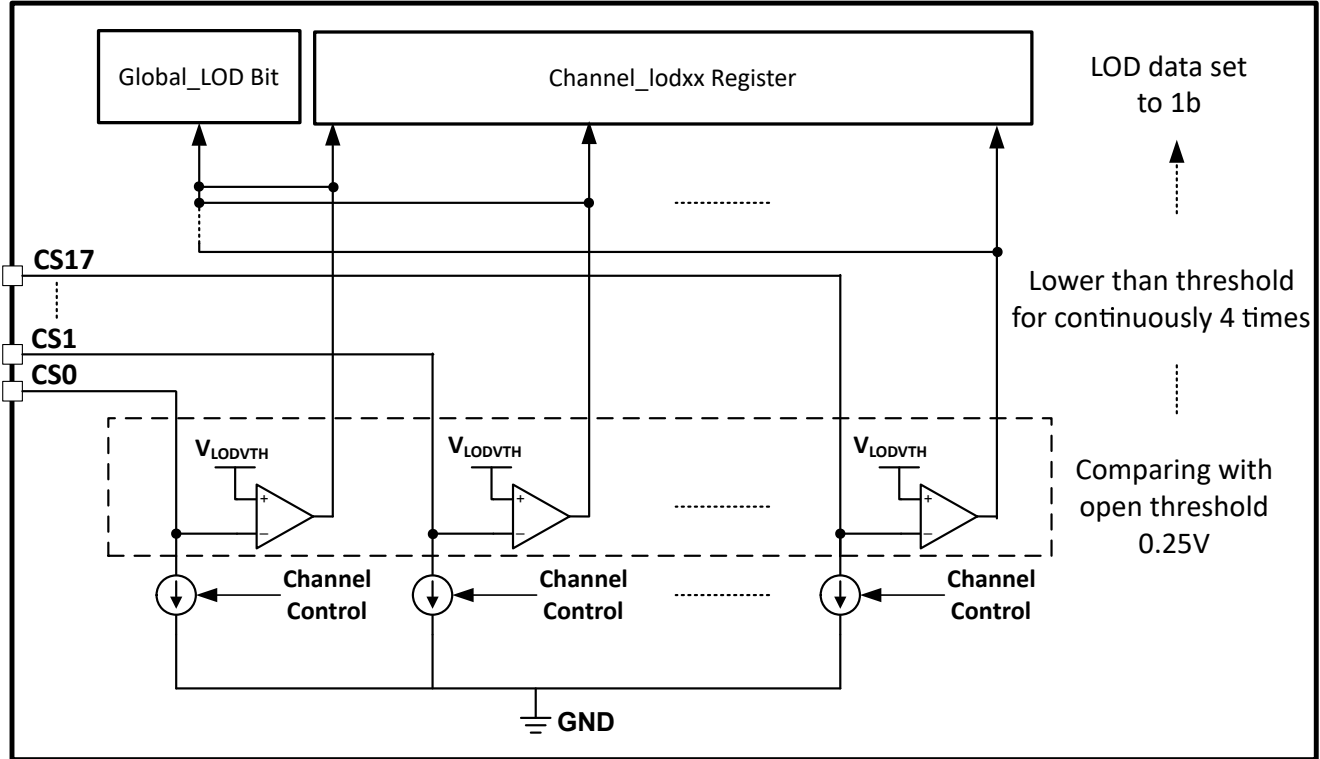 Global_LOD Bit
Channel_lodxx Register
LOD data set
to 1b
CS17
Lower than threshold
for continuously 4 times
CS1
CS0
VLODVTH
+
−
VLODVTH
+
−
VLODVTH
+
−
Comparing with
open threshold
0.25V
Channel
Control
Channel
Control
Channel
Control
GND